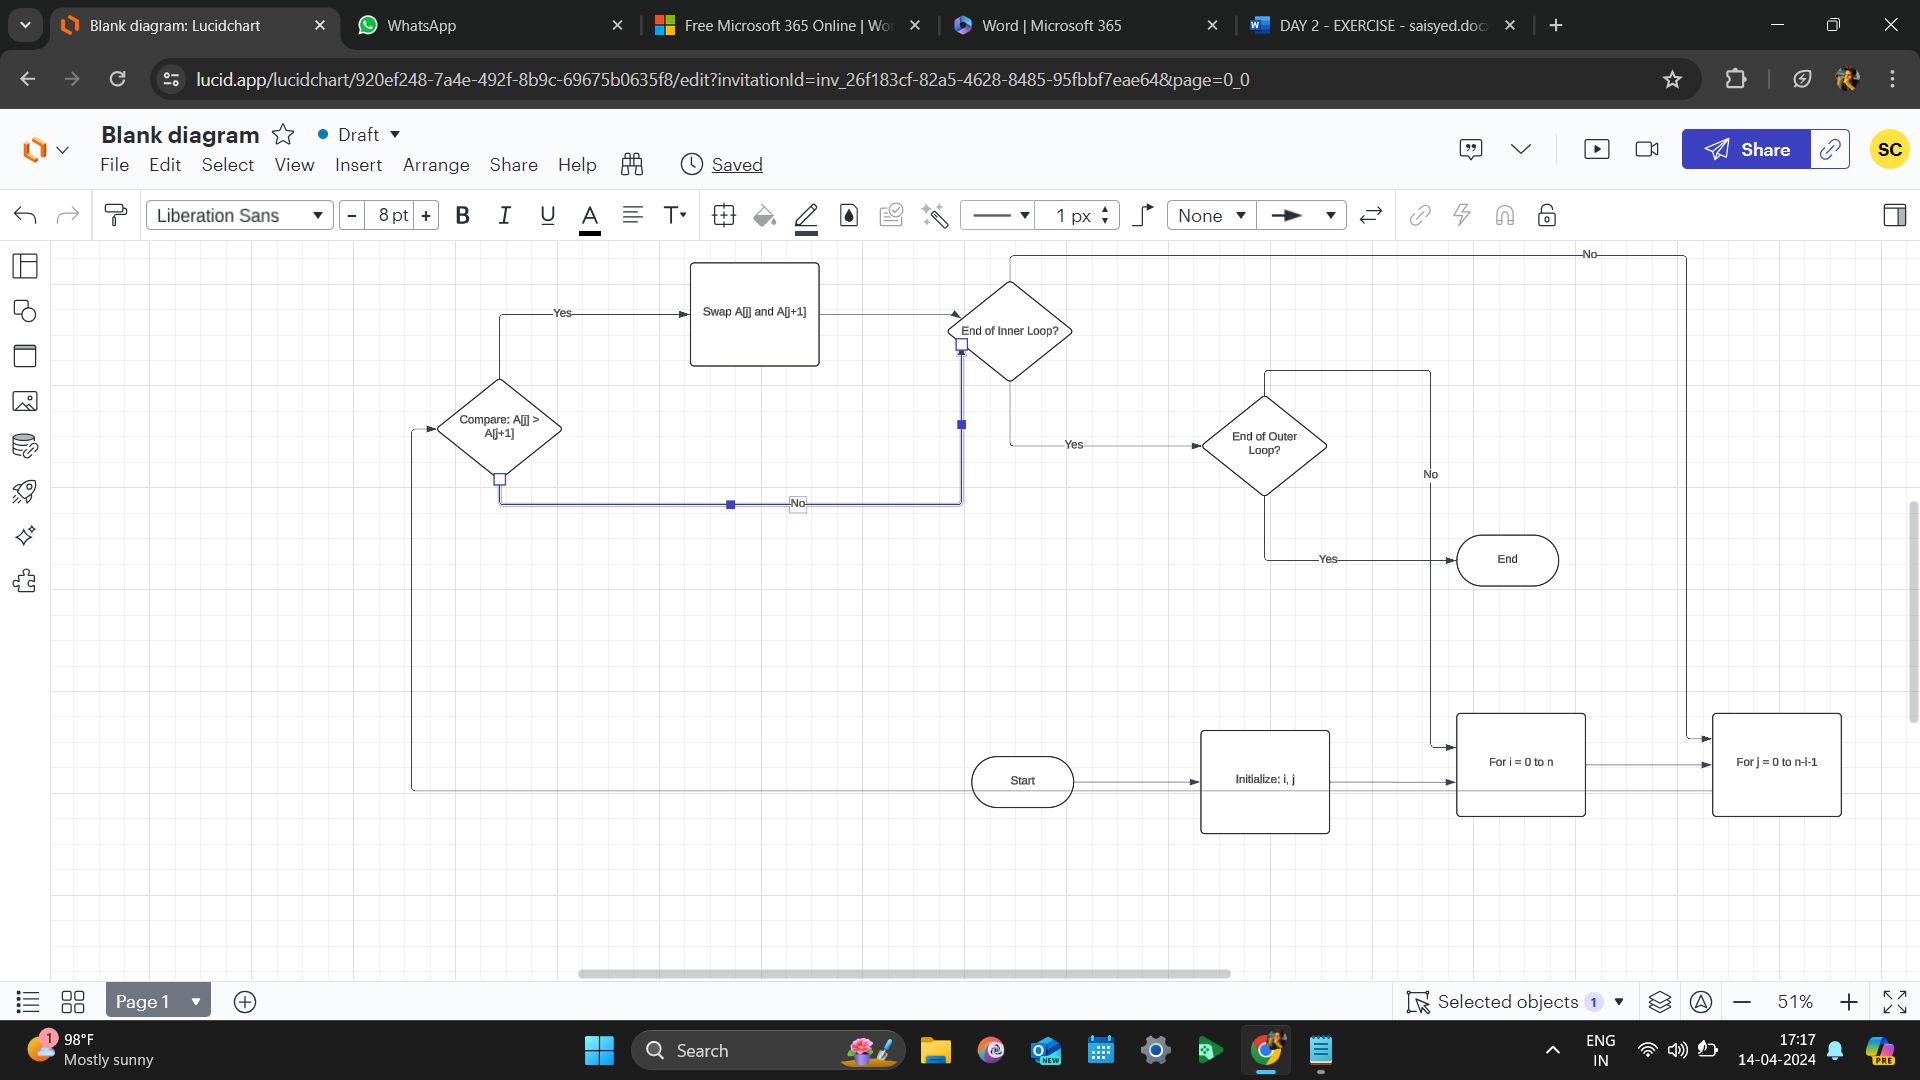 Blank diagram: Lucidchart
WhatsApp
Free Microsoft 365 Online | Wo
Word | Microsoft 365
DAY 2 - EXERCISE - saisyed.doc
lucid.app/lucidchart/920ef248-7a4e-492f-8b9c-69675b0635f8/edit?invitationId=inv_26f183cf-82a5-4628-8485-95fbbf7eae64&page=0_0
Blank diagram
Draft
File Edit Select View Insert Arrange Share Help
Saved
Share
SC
Liberation Sans
- 8 pt +
B I U A T
1 px
None
No
Yes
Swap A[j] and A[j+1]
End of Inner Loop?
Compare: A[j] >
A[j+1]
Yes
End of Outer
Loop?
No
No
Yes
End
Start
Initialize: i, j
For i = 0 to n
For j = 0 to n-i-1
Page 1
Selected objects 1
51%
1
98°F
Mostly sunny
Search
NEW
ENG
IN
17:17
14-04-2024
PRE